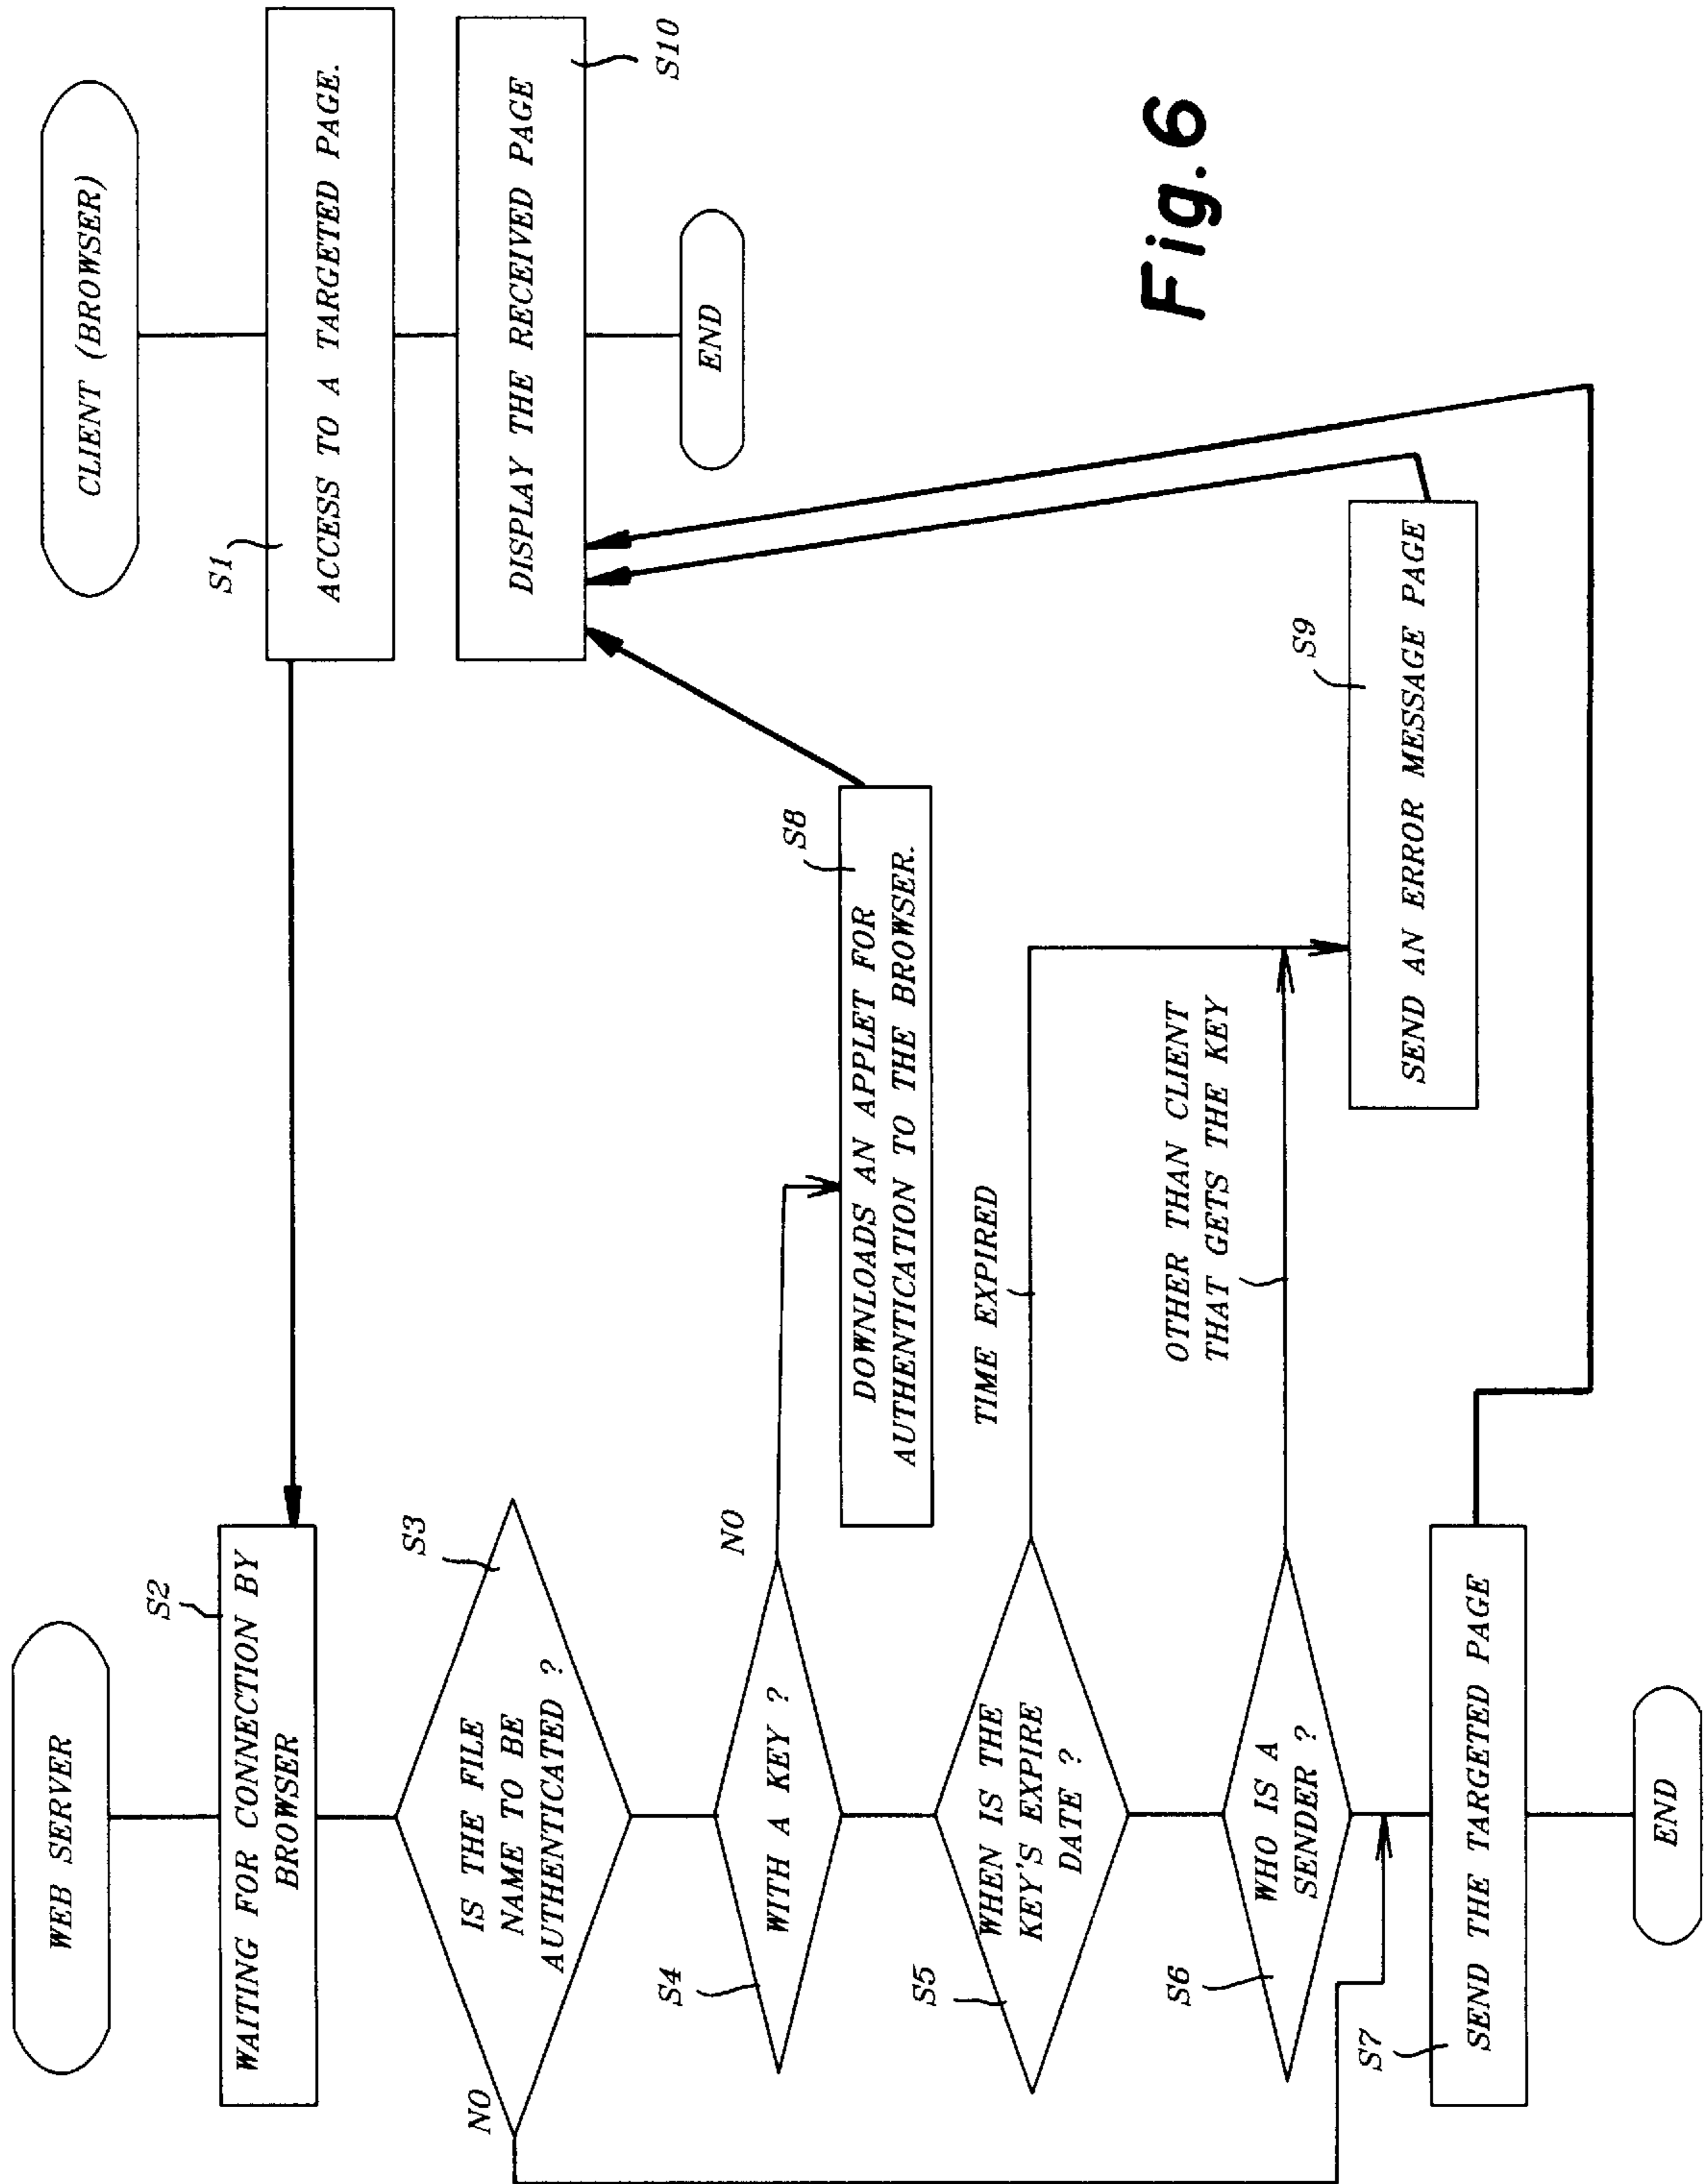 WEB SERVER
S2
WAITING FOR CONNECTION BY
BROWSER
S3
IS THE FILE
NAME TO BE
AUTHENTICATED ?
NO
S4
WITH A KEY ?
NO
S5
WHEN IS THE
KEY'S EXPIRE
DATE ?
TIME EXPIRED
S6
WHO IS A
SENDER ?
OTHER THAN CLIENT
THAT GETS THE KEY
S7
SEND THE TARGETED PAGE
END
S8
DOWNLOADS AN APPLET FOR
AUTHENTICATION TO THE BROWSER.
S9
SEND AN ERROR MESSAGE PAGE
CLIENT (BROWSER)
S1
ACCESS TO A TARGETED PAGE.
DISPLAY THE RECEIVED PAGE
S10
END
Fig.6